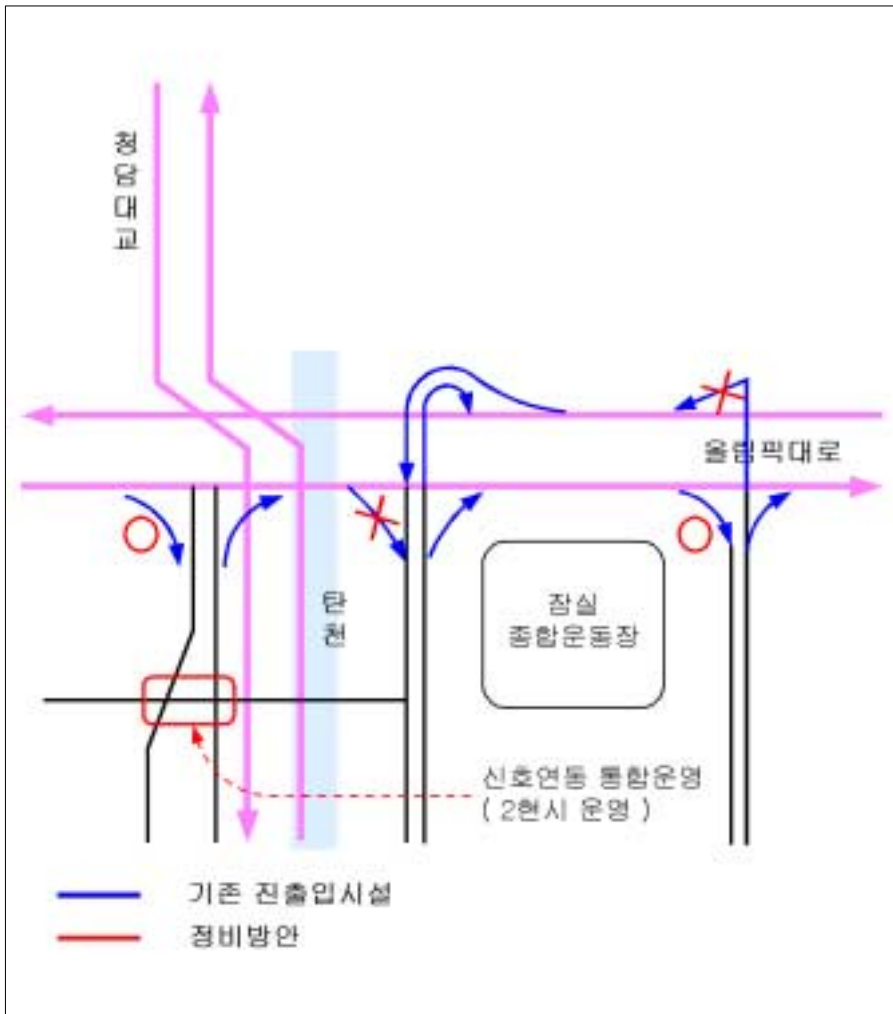 청담대교
올림픽대로
탄천
잠실
종합운동장
신호연동 통합운영
( 2현시 운영 )
기존 진출입시설
정비방안